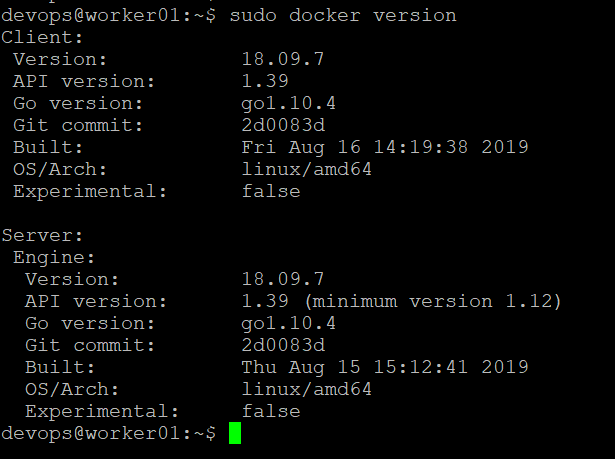 devops@worker01:~$ sudo docker version
Client:
 Version:           18.09.7
 API version:       1.39
 Go version:        go1.10.4
 Git commit:        2d0083d
 Built:             Fri Aug 16 14:19:38 2019
 OS/Arch:           linux/amd64
 Experimental:      false

Server:
 Engine:
  Version:          18.09.7
  API version:      1.39 (minimum version 1.12)
  Go version:       go1.10.4
  Git commit:       2d0083d
  Built:            Thu Aug 15 15:12:41 2019
  OS/Arch:          linux/amd64
  Experimental:     false
devops@worker01:~$